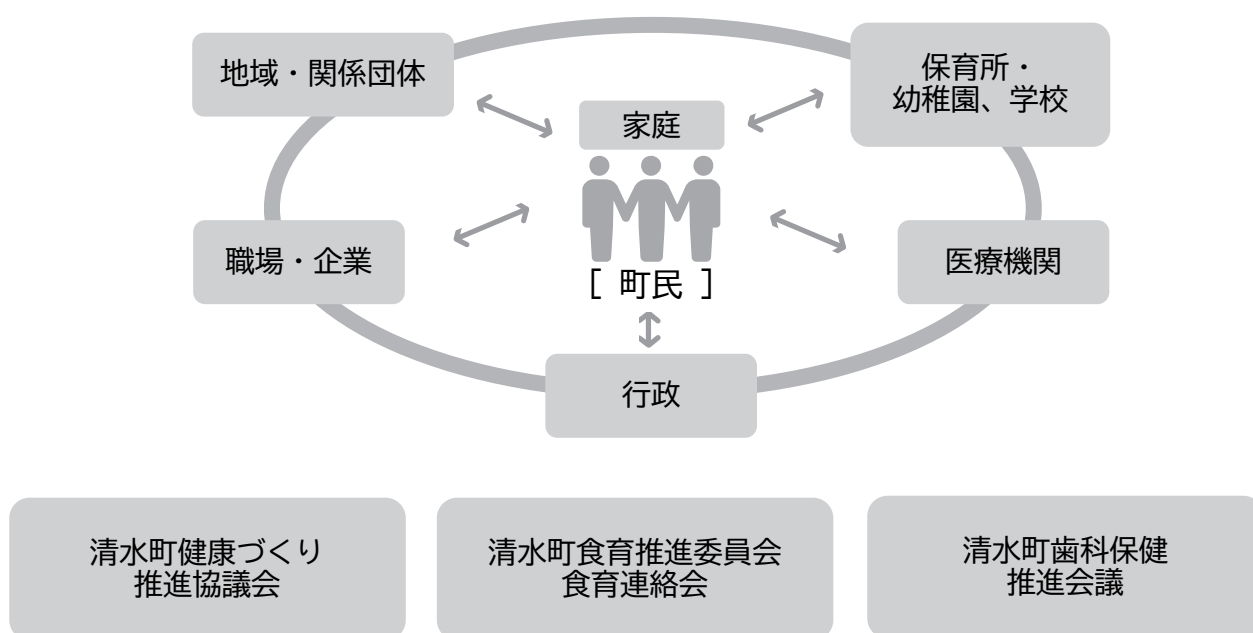 地域・関係団体
保育所・
幼稚園、学校
家庭
職場・企業
医療機関
[ 町民 ]
行政
清水町健康づくり
推進協議会
清水町食育推進委員会
食育連絡会
清水町歯科保健
推進会議